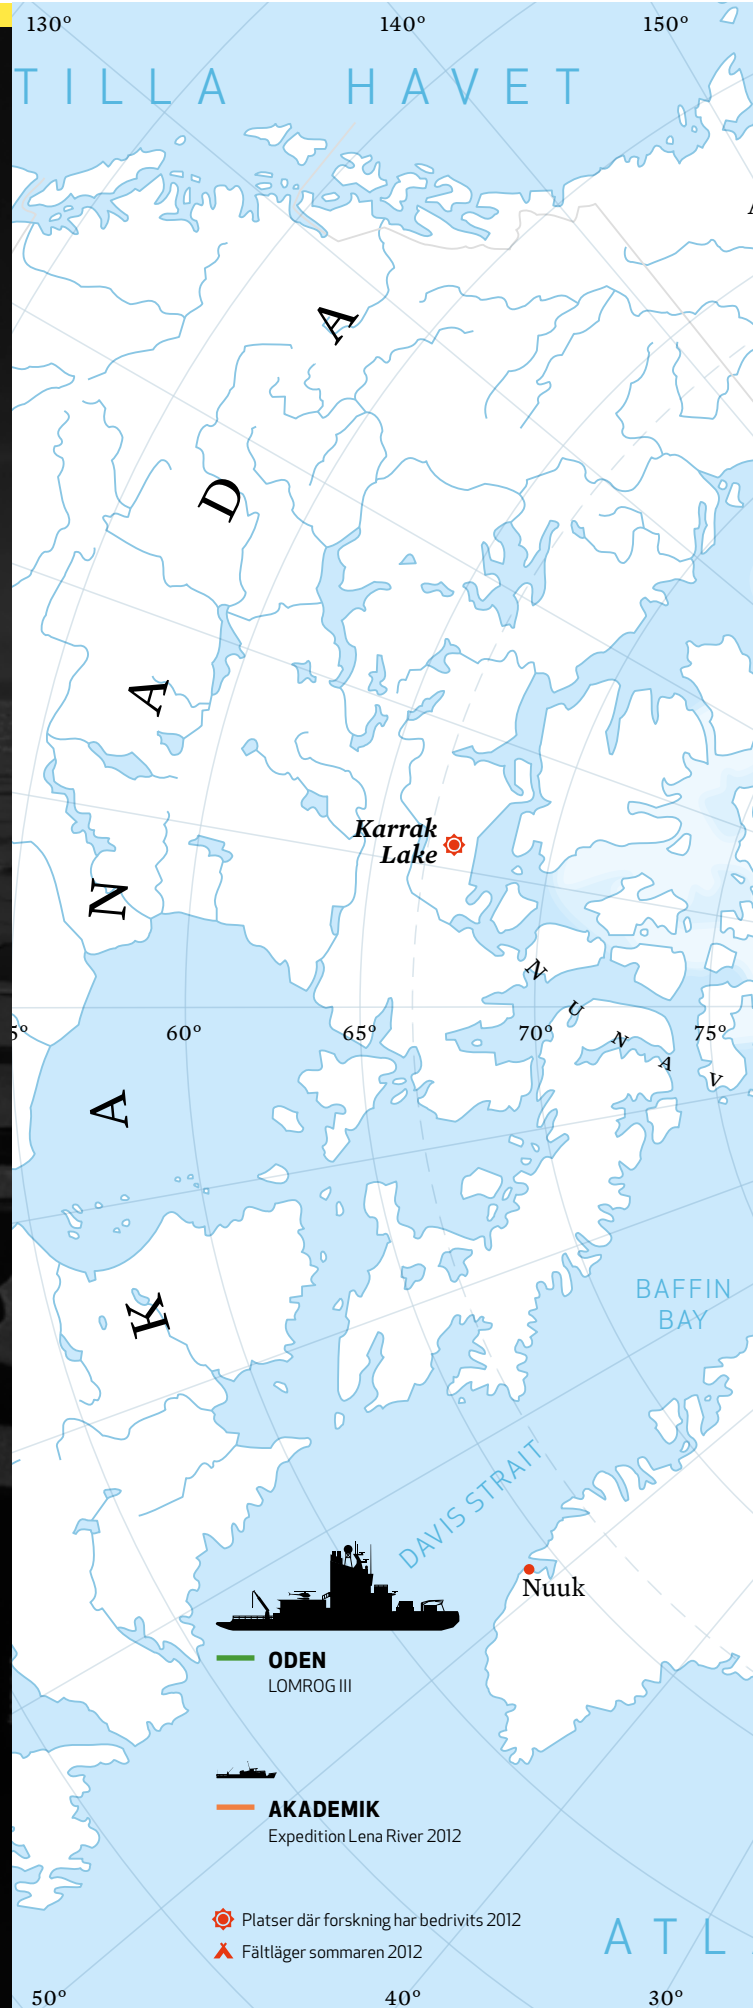 130° 140° 150°
TILLA HAVET
A
D
A
Karrak
Lake
N
NUNAV
5° 60° 65° 70° 75°
A
K
BAFFIN
BAY
DAVIS STRAIT
Nuuk
ODEN
LOMROG III
AKADEMIK
Expedition Lena River 2012
Platser där forskning har bedrivits 2012
ATL
Fältläger sommaren 2012
50° 40° 30°